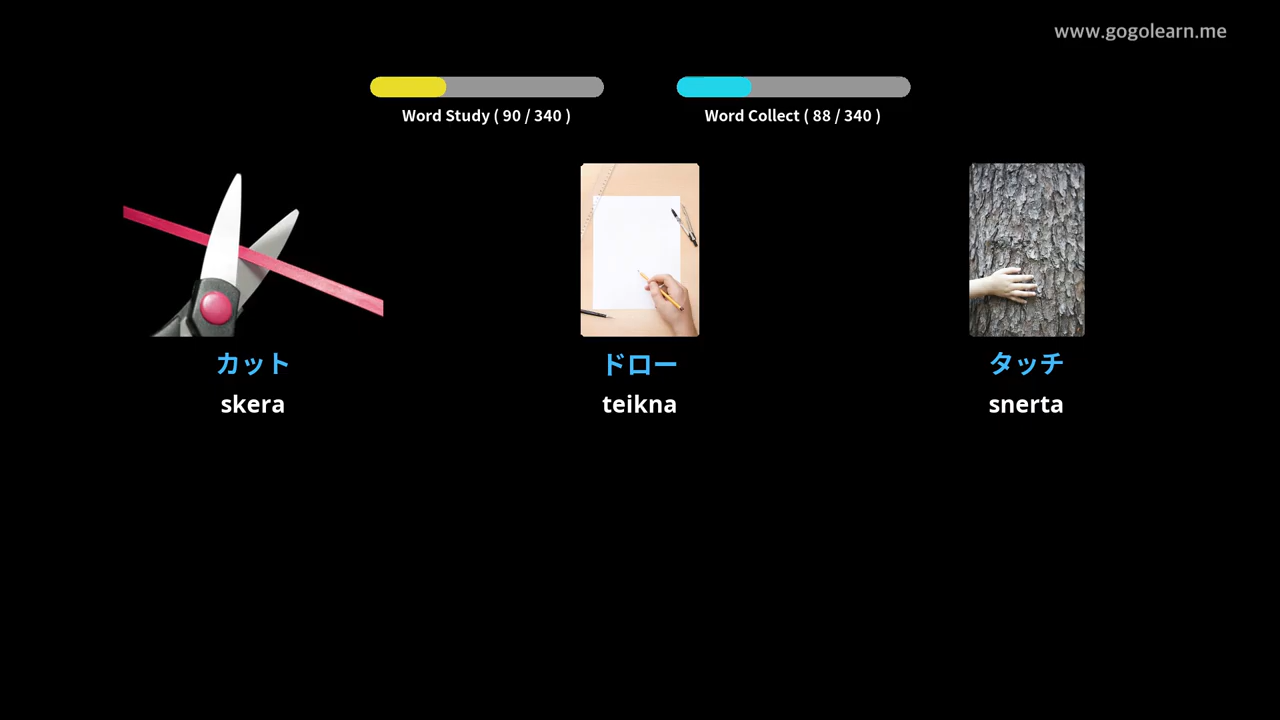 www.gogolearn.me
Word Study ( 90 / 340 )
Word Collect ( 88 / 340 )
カット
ドロー
タッチ
skera
teikna
snerta